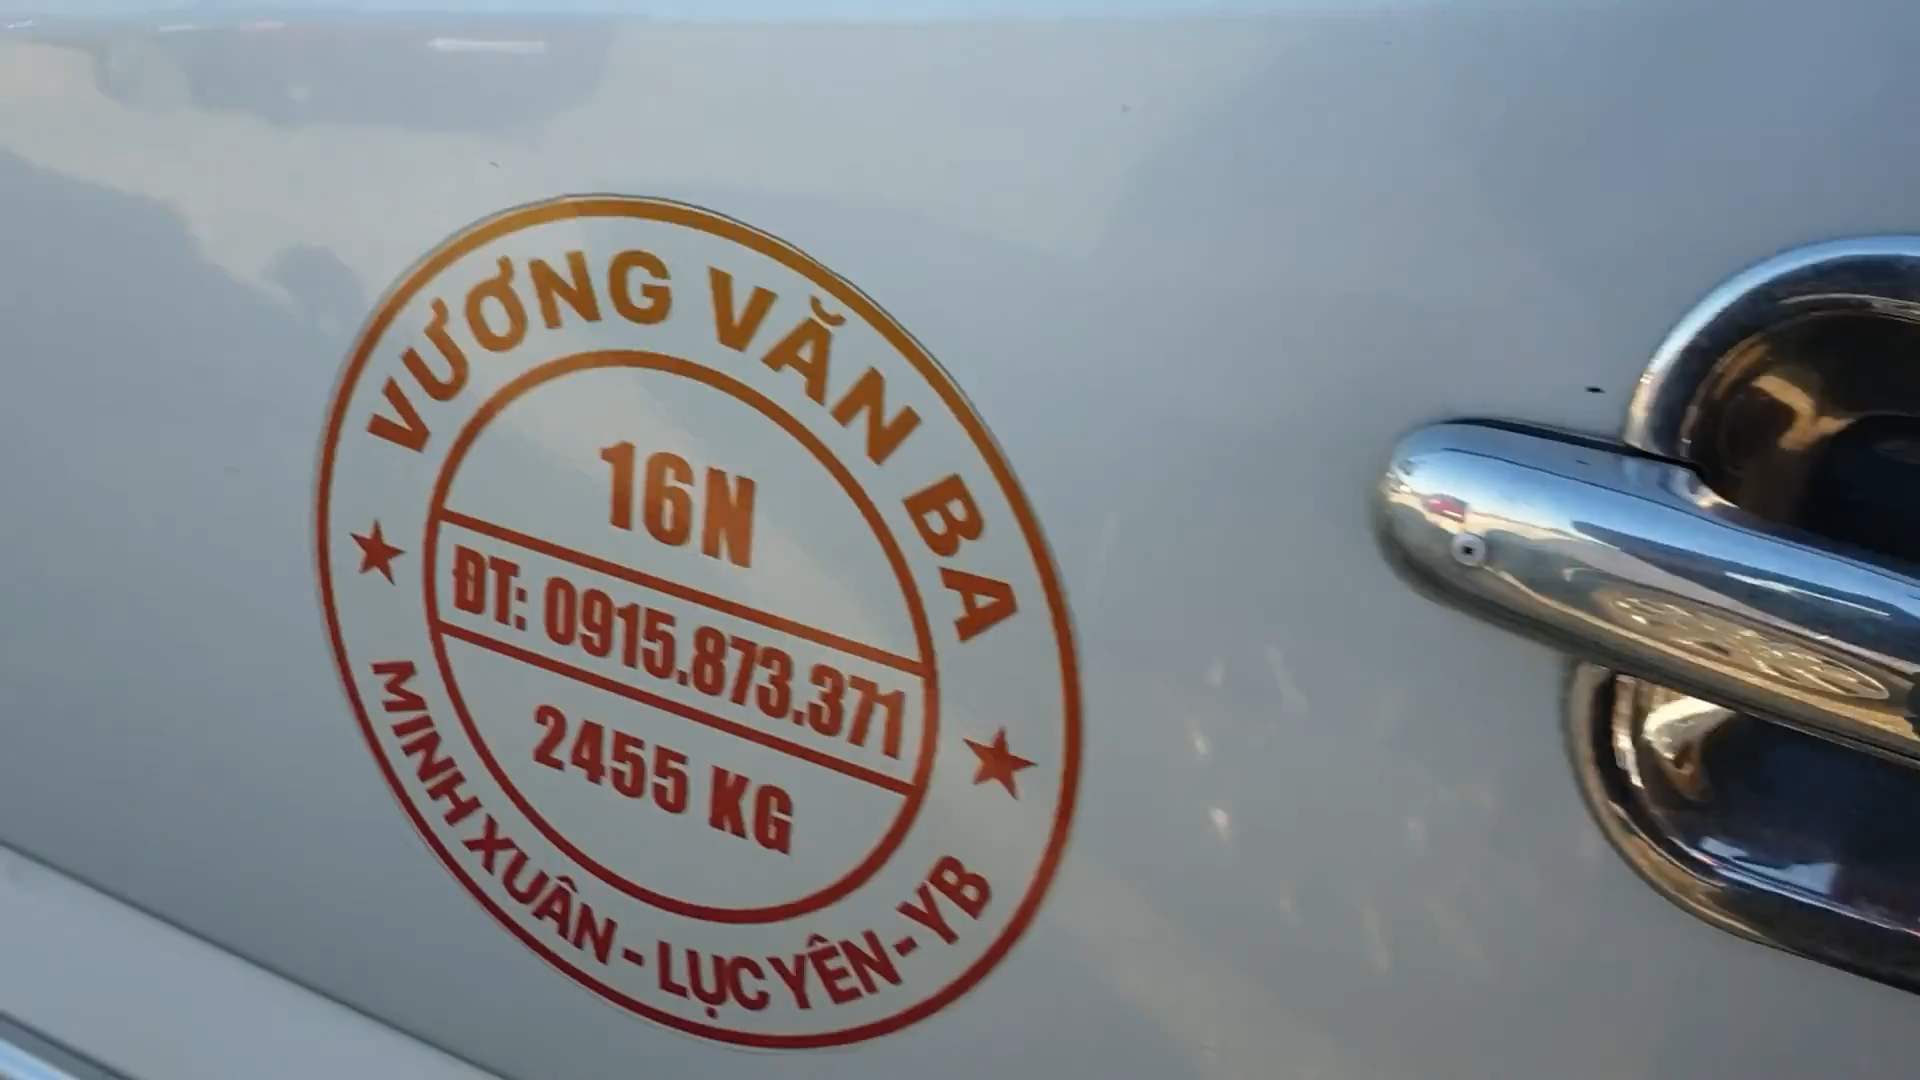 VƯƠNG VĂN BA
16N
ĐT: 0915.873.371
2455 KG
MINH XUÂN - LỤC YÊN - YB